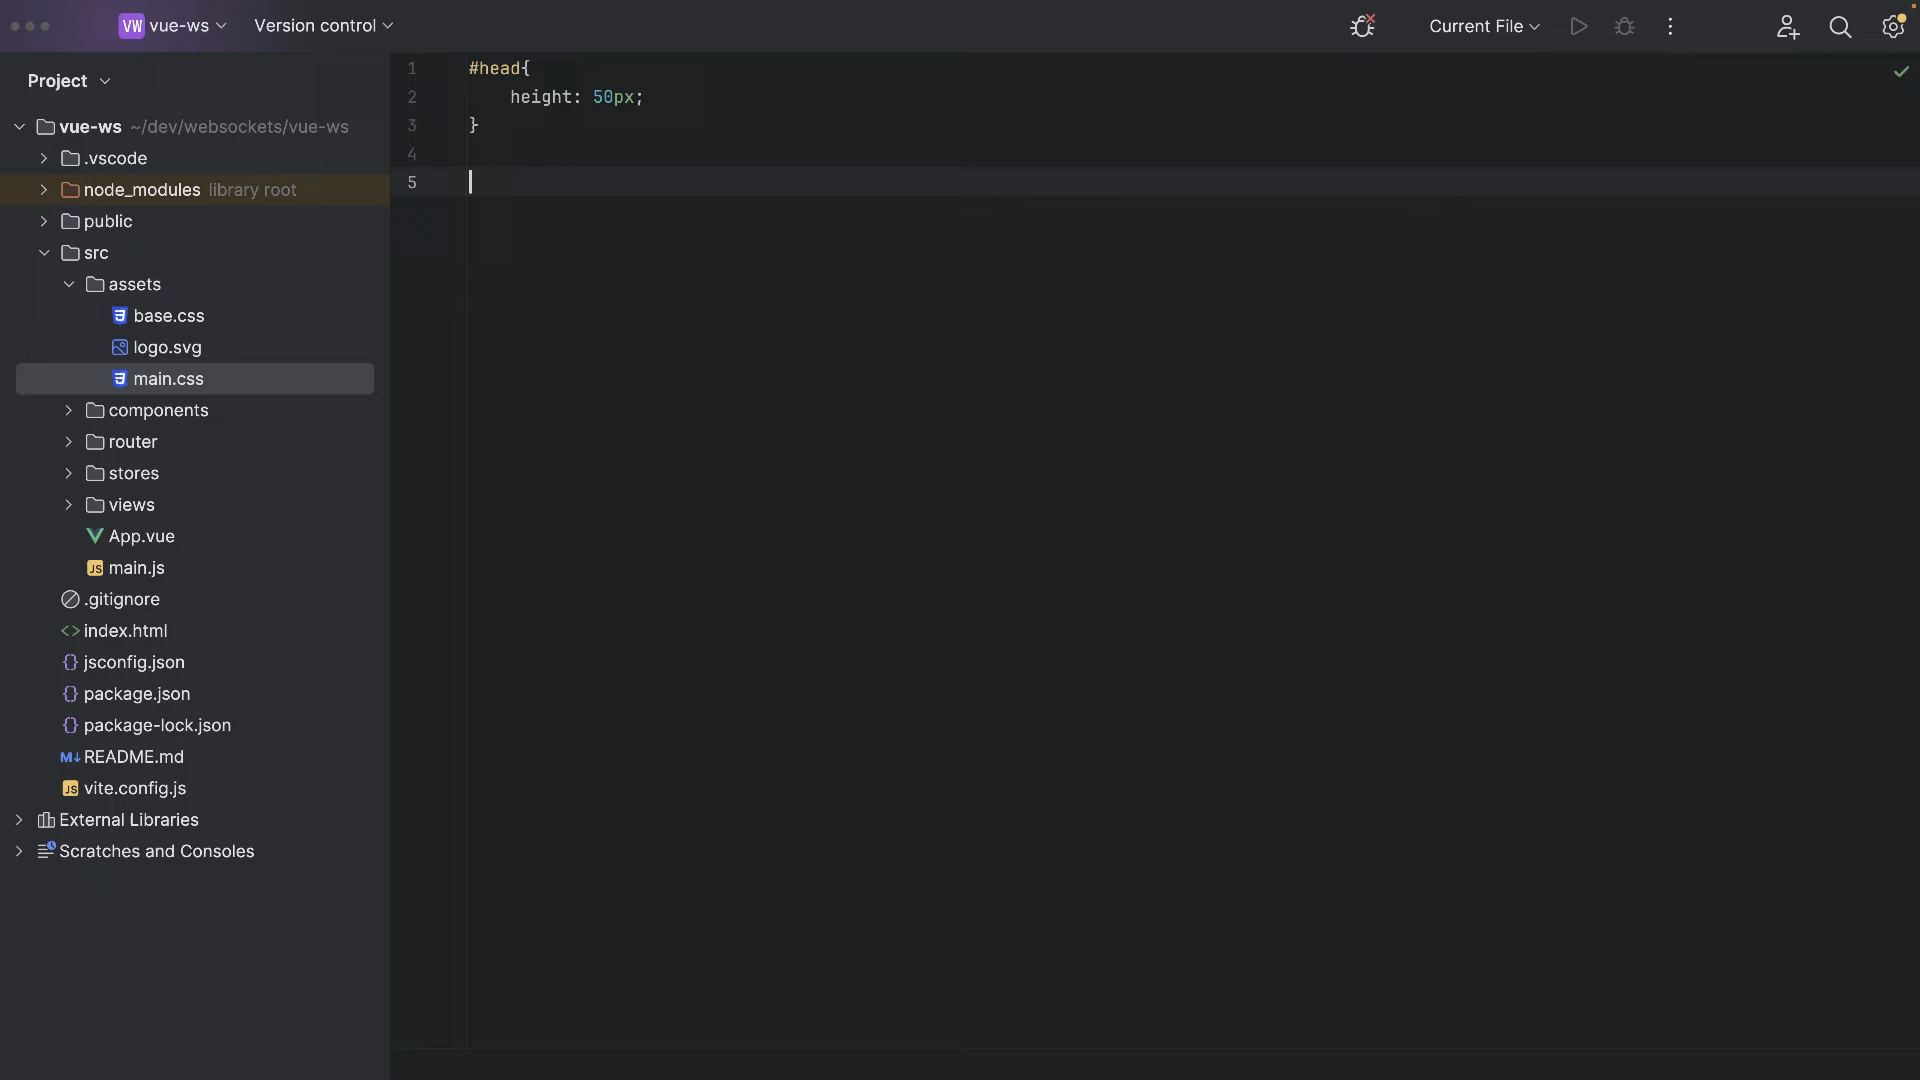 VW vue-ws Version control Current File
Project
vue-ws ~/dev/websockets/vue-ws
.vscode
node_modules library root
public
src
assets
base.css
logo.svg
main.css
components
router
stores
views
App.vue
JS main.js
.gitignore
<> index.html
{} jsconfig.json
{} package.json
{} package-lock.json
M↓ README.md
JS vite.config.js
External Libraries
Scratches and Consoles
1 #head{
2 height: 50px;
3 }
4
5